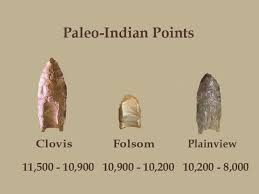 Paleo-Indian Points
Clovis Folsom Plainview
11,500 - 10,900 10,900 - 10,200 10,200 - 8,000